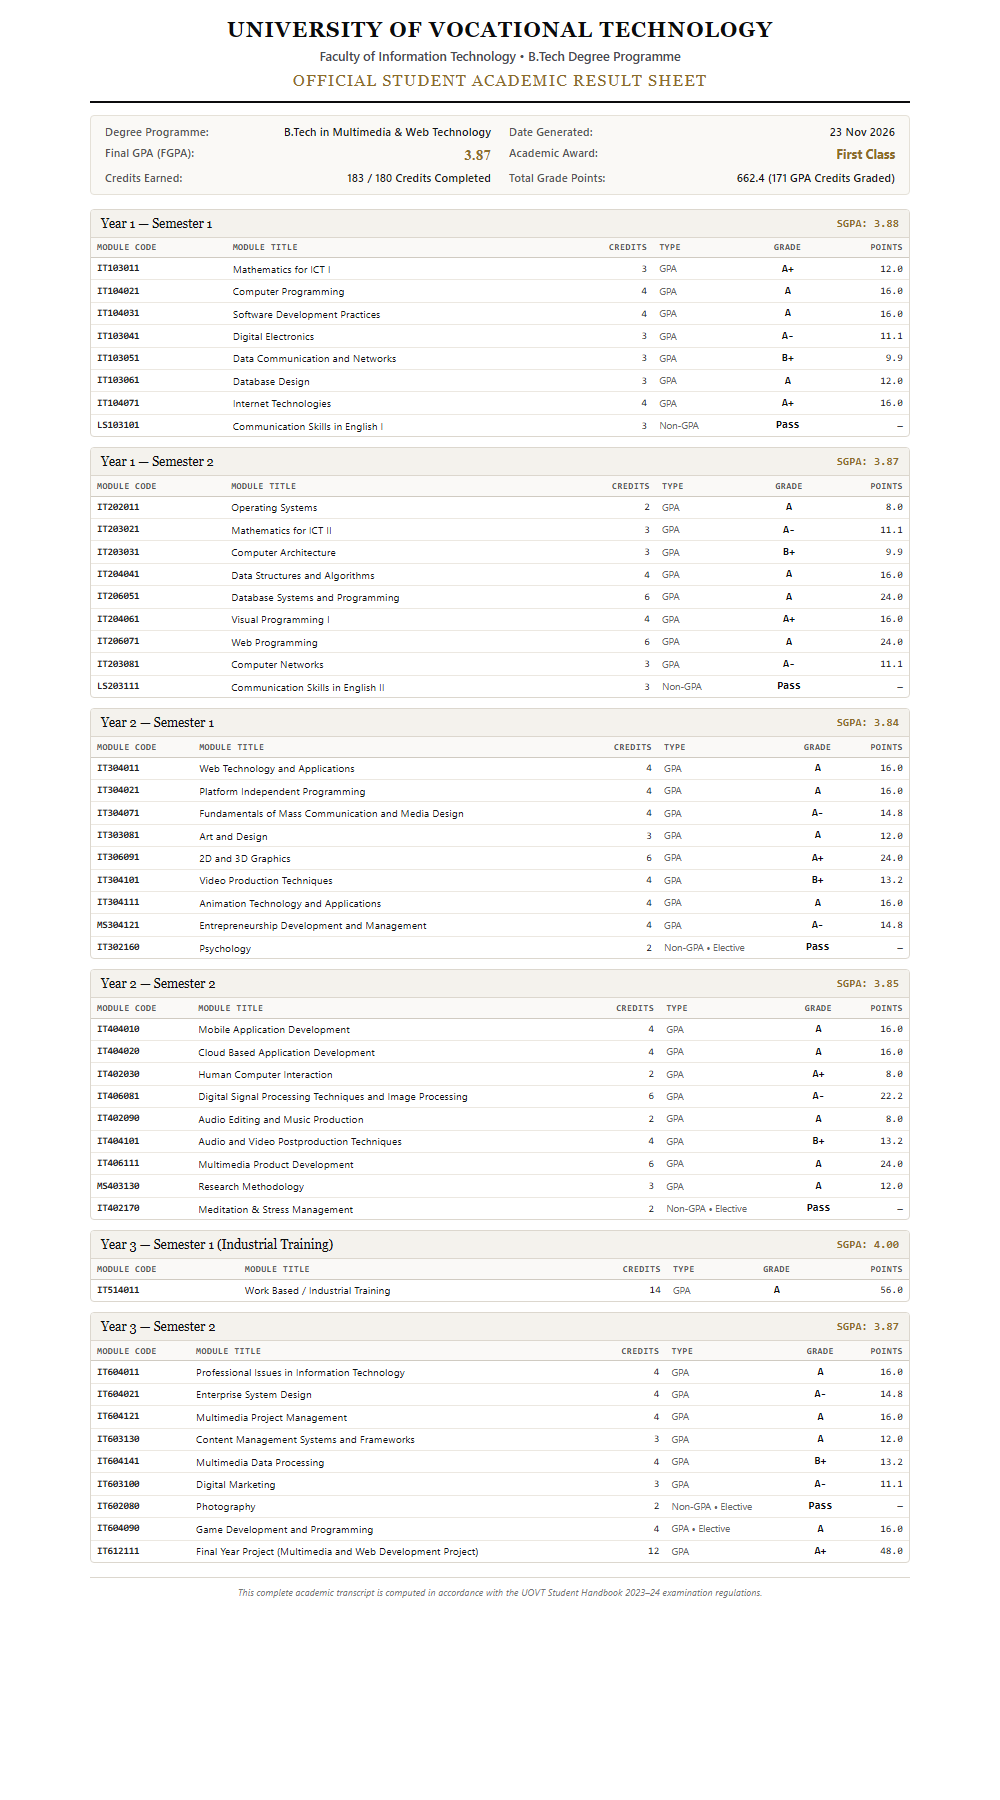 UNIVERSITY OF VOCATIONAL TECHNOLOGY
Faculty of Information Technology • B.Tech Degree Programme
OFFICIAL STUDENT ACADEMIC RESULT SHEET
Degree Programme: B.Tech in Multimedia & Web Technology Date Generated: 23 Nov 2026
Final GPA (FGPA): 3.87 Academic Award: First Class
Credits Earned: 183 / 180 Credits Completed Total Grade Points: 662.4 (171 GPA Credits Graded)
Year 1 — Semester 1 SGPA: 3.88
MODULE CODE MODULE TITLE CREDITS TYPE GRADE POINTS
IT103011 Mathematics for ICT I 3 GPA A+ 12.0
IT104021 Computer Programming 4 GPA A 16.0
IT104031 Software Development Practices 4 GPA A 16.0
IT103041 Digital Electronics 3 GPA A- 11.1
IT103051 Data Communication and Networks 3 GPA B+ 9.9
IT103061 Database Design 3 GPA A 12.0
IT104071 Internet Technologies 4 GPA A+ 16.0
LS103101 Communication Skills in English I 3 Non-GPA Pass —
Year 1 — Semester 2 SGPA: 3.87
MODULE CODE MODULE TITLE CREDITS TYPE GRADE POINTS
IT202011 Operating Systems 2 GPA A 8.0
IT203021 Mathematics for ICT II 3 GPA A- 11.1
IT203031 Computer Architecture 3 GPA B+ 9.9
IT204041 Data Structures and Algorithms 4 GPA A 16.0
IT206051 Database Systems and Programming 6 GPA A 24.0
IT204061 Visual Programming I 4 GPA A+ 16.0
IT206071 Web Programming 6 GPA A 24.0
IT203081 Computer Networks 3 GPA A- 11.1
LS203111 Communication Skills in English II 3 Non-GPA Pass —
Year 2 — Semester 1 SGPA: 3.84
MODULE CODE MODULE TITLE CREDITS TYPE GRADE POINTS
IT304011 Web Technology and Applications 4 GPA A 16.0
IT304021 Platform Independent Programming 4 GPA A 16.0
IT304071 Fundamentals of Mass Communication and Media Design 4 GPA A- 14.8
IT303081 Art and Design 3 GPA A 12.0
IT306091 2D and 3D Graphics 6 GPA A+ 24.0
IT304101 Video Production Techniques 4 GPA B+ 13.2
IT304111 Animation Technology and Applications 4 GPA A 16.0
MS304121 Entrepreneurship Development and Management 4 GPA A- 14.8
IT302160 Psychology 2 Non-GPA • Elective Pass —
Year 2 — Semester 2 SGPA: 3.85
MODULE CODE MODULE TITLE CREDITS TYPE GRADE POINTS
IT404010 Mobile Application Development 4 GPA A 16.0
IT404020 Cloud Based Application Development 4 GPA A 16.0
IT402030 Human Computer Interaction 2 GPA A+ 8.0
IT406081 Digital Signal Processing Techniques and Image Processing 6 GPA A- 22.2
IT402090 Audio Editing and Music Production 2 GPA A 8.0
IT404101 Audio and Video Postproduction Techniques 4 GPA B+ 13.2
IT406111 Multimedia Product Development 6 GPA A 24.0
MS403130 Research Methodology 3 GPA A 12.0
IT402170 Meditation & Stress Management 2 Non-GPA • Elective Pass —
Year 3 — Semester 1 (Industrial Training) SGPA: 4.00
MODULE CODE MODULE TITLE CREDITS TYPE GRADE POINTS
IT514011 Work Based / Industrial Training 14 GPA A 56.0
Year 3 — Semester 2 SGPA: 3.87
MODULE CODE MODULE TITLE CREDITS TYPE GRADE POINTS
IT604011 Professional Issues in Information Technology 4 GPA A 16.0
IT604021 Enterprise System Design 4 GPA A- 14.8
IT604121 Multimedia Project Management 4 GPA A 16.0
IT603130 Content Management Systems and Frameworks 3 GPA A 12.0
IT604141 Multimedia Data Processing 4 GPA B+ 13.2
IT603100 Digital Marketing 3 GPA A- 11.1
IT602080 Photography 2 Non-GPA • Elective Pass —
IT604090 Game Development and Programming 4 GPA • Elective A 16.0
IT612111 Final Year Project (Multimedia and Web Development Project) 12 GPA A+ 48.0
This complete academic transcript is computed in accordance with the UOVT Student Handbook 2023–24 examination regulations.